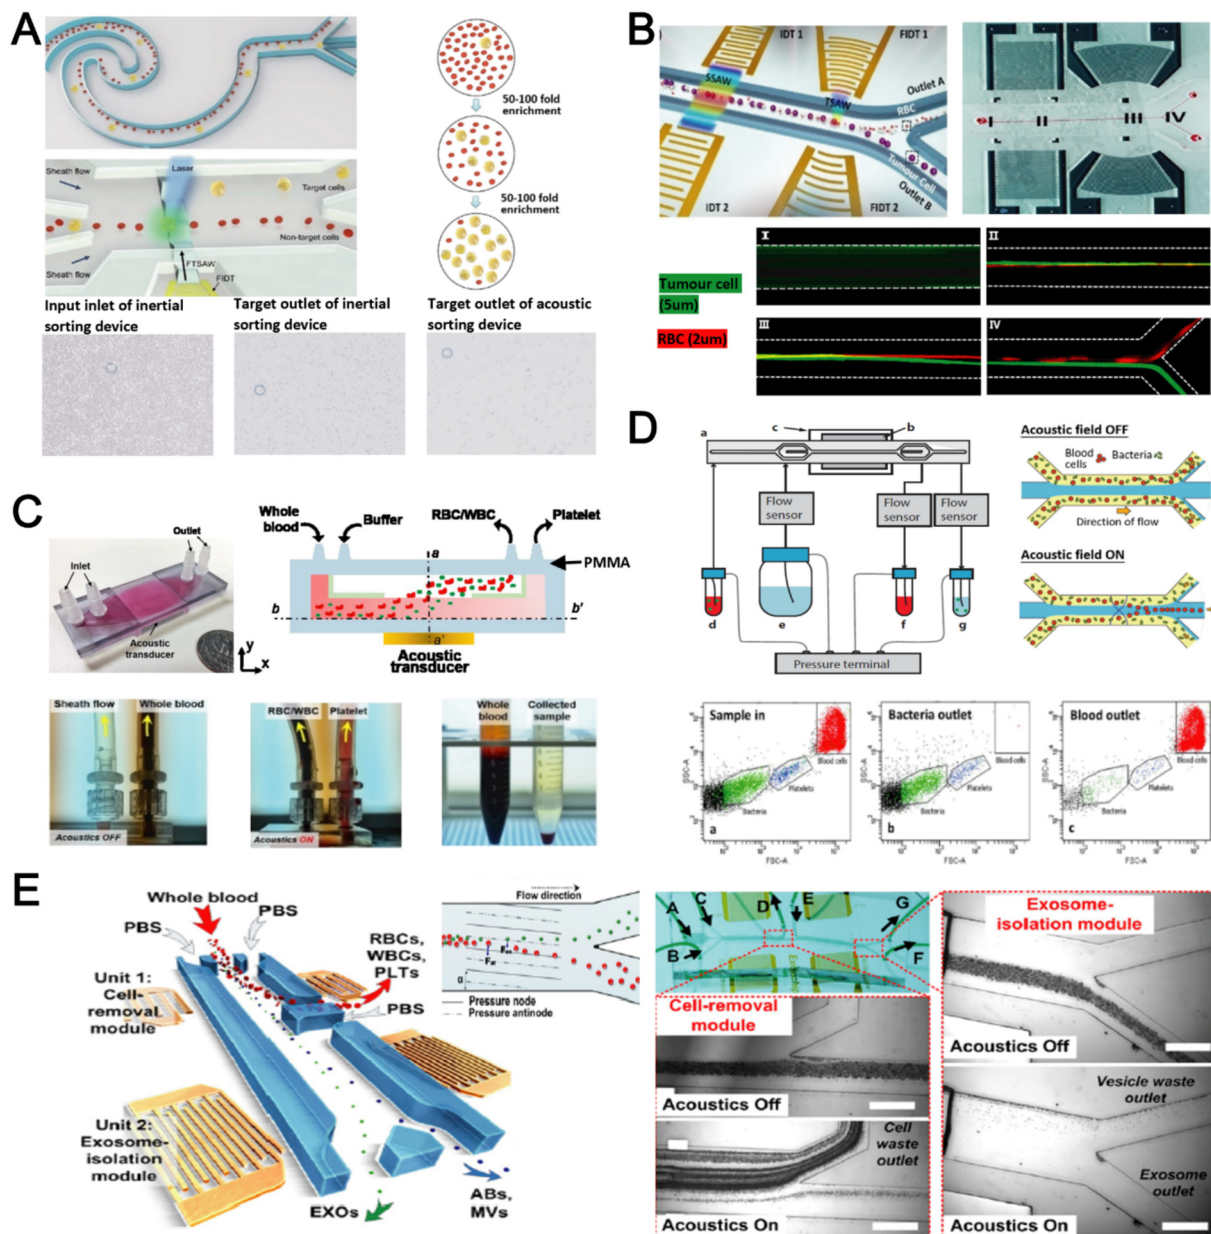 A
50-100 fold
enrichment
50-100 fold
enrichment
Laser
Sheath flow
Target cells
Non-target cells
FTSAW
Sheath flow
FIDT
Input inlet of inertial
sorting device
Target outlet of inertial
sorting device
Target outlet of acoustic
sorting device
B
IDT 1
FIDT 1
SSAW
TSAW
Outlet A
RBC
Tumour Cell
Outlet B
IDT 2
FIDT 2
I
II
III
IV
Tumour cell
(5um)
RBC (2um)
I
II
III
IV
C
Outlet
Inlet
Acoustic
transducer
y
x
Whole
blood
Buffer
RBC/WBC
Platelet
a
PMMA
b
b'
a'
Acoustic
transducer
Sheath flow
Whole blood
Acoustics OFF
RBC/WBC
Platelet
Acoustics ON
Whole
blood
Collected
sample
D
a
c
b
Flow
sensor
Flow
sensor
Flow
sensor
d
e
f
g
Pressure terminal
Acoustic field OFF
Blood
cells
Bacteria
Direction of flow
Acoustic field ON
Sample in
SSC-A
Blood cells
Platelets
Bacteria
a
FSC-A
Bacteria outlet
SSC-A
Blood cells
Platelets
Bacteria
b
FSC-A
Blood outlet
SSC-A
Blood cells
Platelets
Bacteria
c
FSC-A
E
Whole blood
PBS
PBS
RBCs,
WBCs,
PLTs
Unit 1:
Cell-
removal
module
PBS
Unit 2:
Exosome-
isolation
module
EXOs
ABs,
MVs
Flow direction
α
Pressure node
Pressure antinode
A
C
D
E
G
B
F
Cell-removal
module
Acoustics Off
Cell
waste
outlet
Acoustics On
Exosome-
isolation module
Acoustics Off
Vesicle waste
outlet
Exosome
outlet
Acoustics On